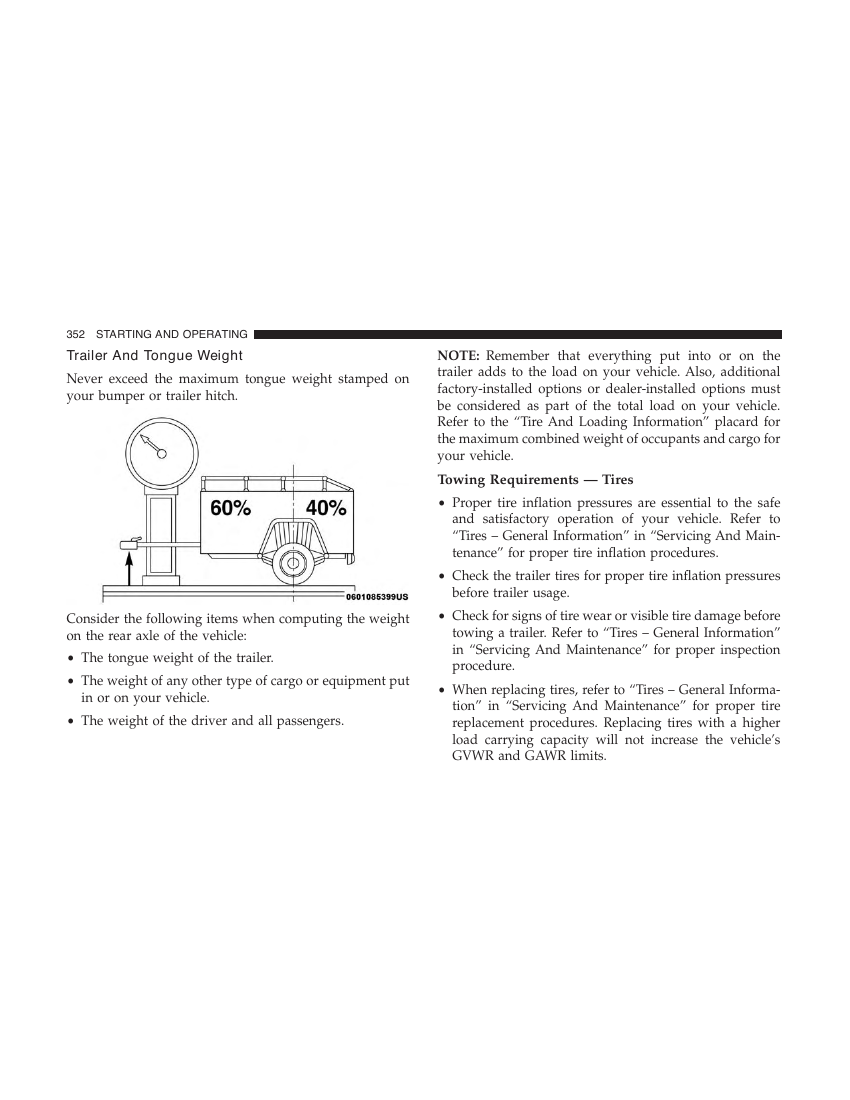 352 STARTING AND OPERATING
Trailer And Tongue Weight
Never exceed the maximum tongue weight stamped on
your bumper or trailer hitch.
60% 40%
0601085399US
Consider the following items when computing the weight
on the rear axle of the vehicle:
• The tongue weight of the trailer.
• The weight of any other type of cargo or equipment put
in or on your vehicle.
• The weight of the driver and all passengers.
NOTE: Remember that everything put into or on the
trailer adds to the load on your vehicle. Also, additional
factory-installed options or dealer-installed options must
be considered as part of the total load on your vehicle.
Refer to the “Tire And Loading Information” placard for
the maximum combined weight of occupants and cargo for
your vehicle.
Towing Requirements — Tires
• Proper tire inflation pressures are essential to the safe
and satisfactory operation of your vehicle. Refer to
“Tires – General Information” in “Servicing And Main-
tenance” for proper tire inflation procedures.
• Check the trailer tires for proper tire inflation pressures
before trailer usage.
• Check for signs of tire wear or visible tire damage before
towing a trailer. Refer to “Tires – General Information”
in “Servicing And Maintenance” for proper inspection
procedure.
• When replacing tires, refer to “Tires – General Informa-
tion” in “Servicing And Maintenance” for proper tire
replacement procedures. Replacing tires with a higher
load carrying capacity will not increase the vehicle’s
GVWR and GAWR limits.